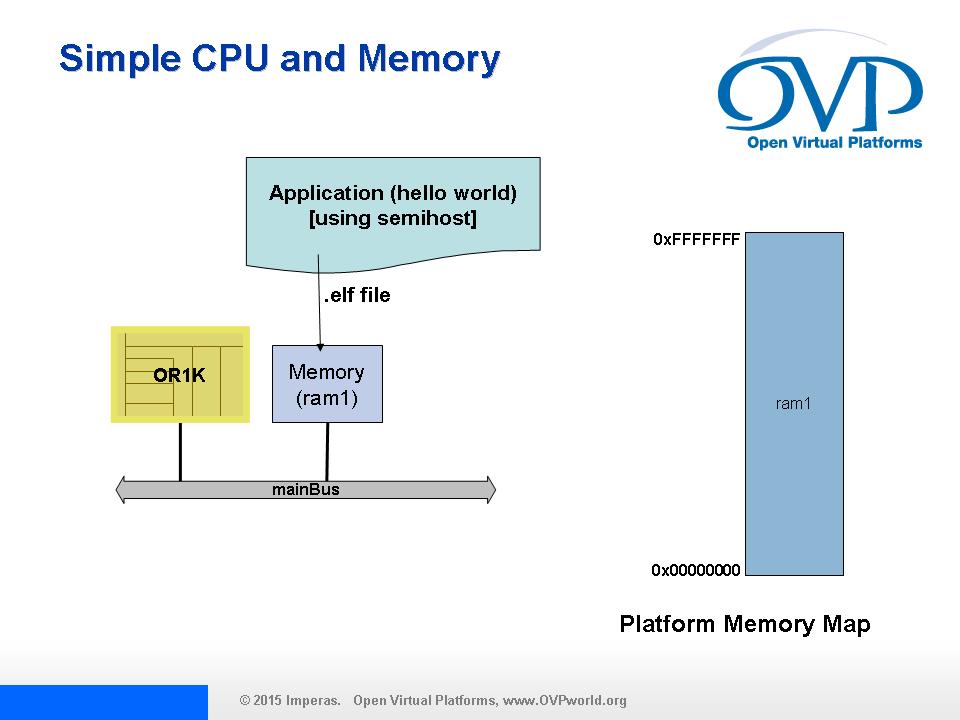 Simple CPU and Memory
OVP
Open Virtual Platforms
Application (hello world)
[using semihost]
.elf file
OR1K
Memory
(ram1)
mainBus
0xFFFFFFF
ram1
0x00000000
Platform Memory Map
© 2015 Imperas. Open Virtual Platforms, www.OVPworld.org